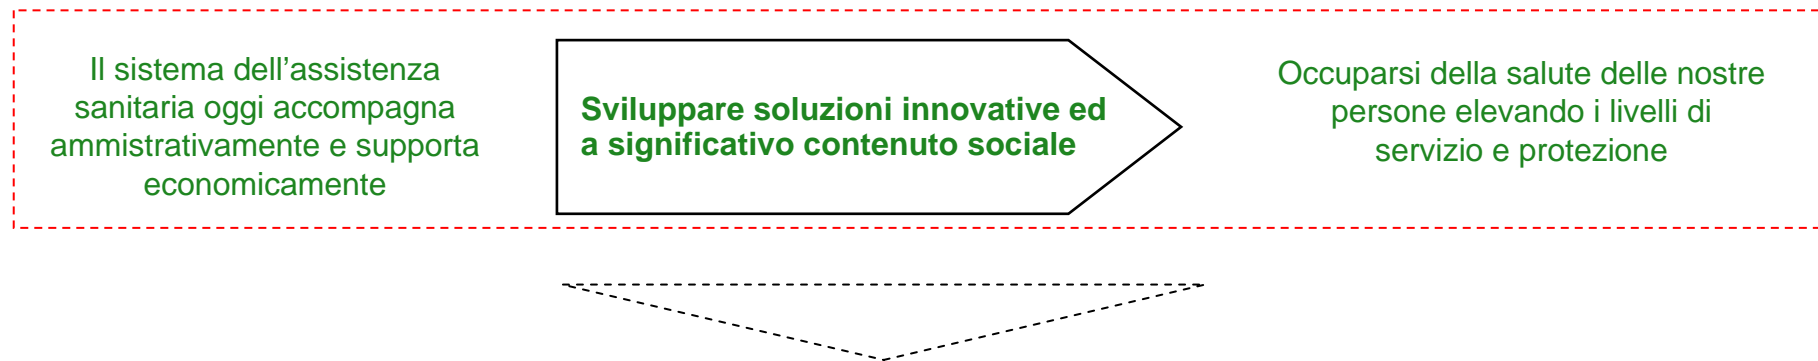 Il sistema dell’assistenza
sanitaria oggi accompagna
ammistrativamente e supporta
economicamente
Sviluppare soluzioni innovative ed
a significativo contenuto sociale
Occuparsi della salute delle nostre
persone elevando i livelli di
servizio e protezione